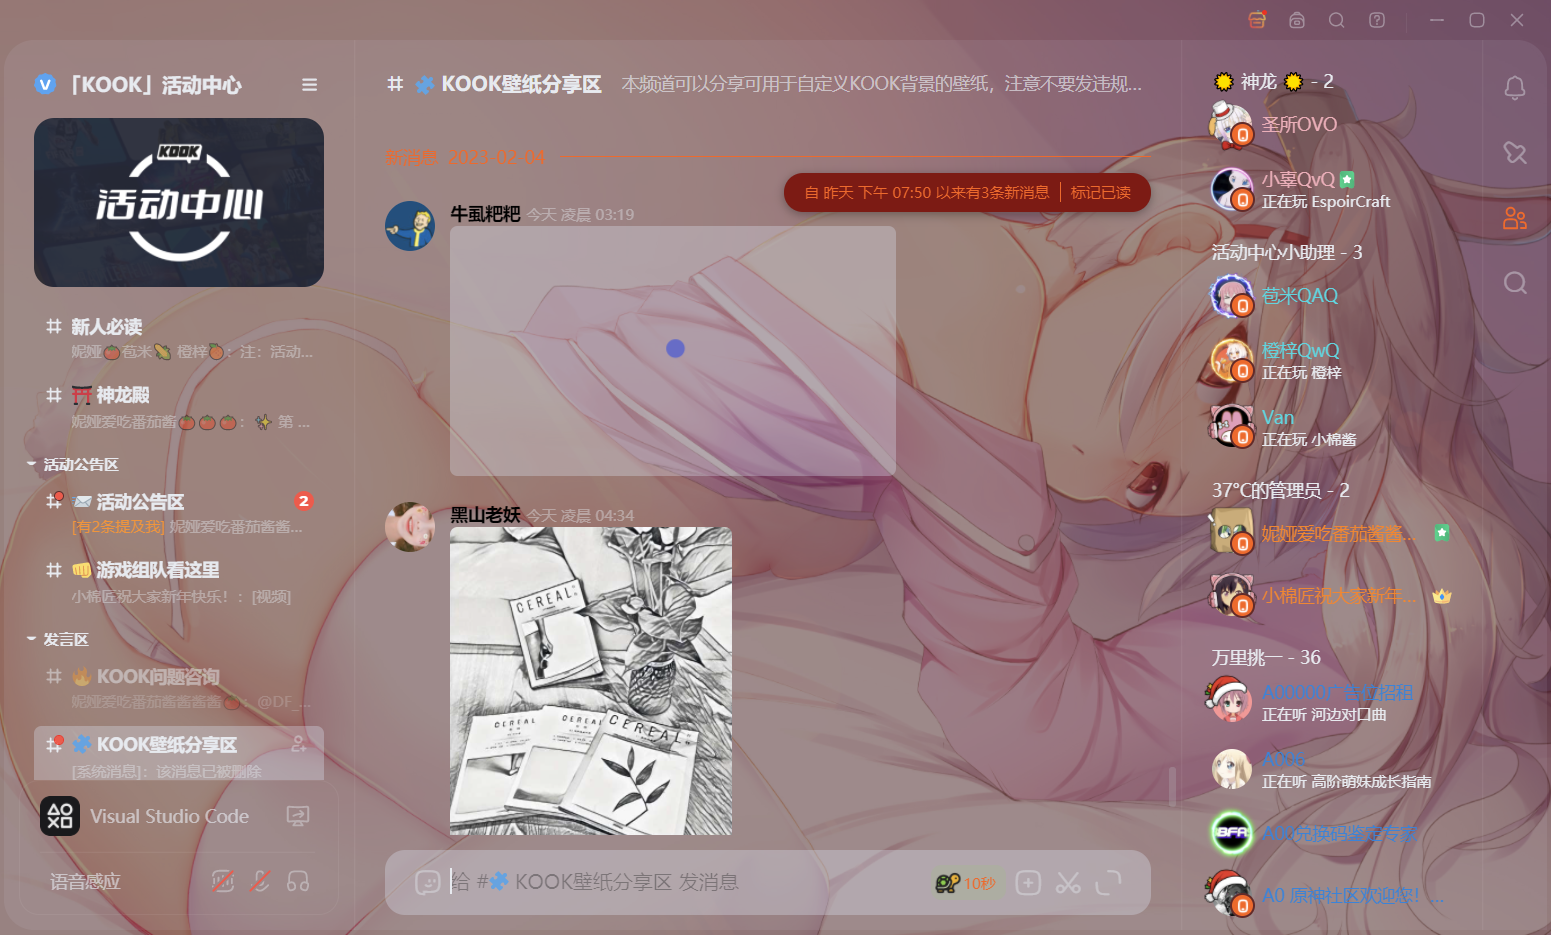 「KOOK」活动中心
KOOK
活动中心
新人必读
妮娅🍅苞米🌽 橙梓🍊：注：活动...
⛩️神龙殿
妮娅爱吃番茄酱🍅🍅🍅：✨ 第 ...
活动公告区
📨 活动公告区
2
[有2条提及我] 妮娅爱吃番茄酱酱...
👊游戏组队看这里
小棉匠祝大家新年快乐！：[视频]
发言区
🔥 KOOK问题咨询
妮娅爱吃番茄酱酱酱酱🍅：@DF_...
KOOK壁纸分享区
[系统消息]：该消息已被删除
Visual Studio Code
语音感应
# KOOK壁纸分享区 本频道可以分享可用于自定义KOOK背景的壁纸，注意不要发违规...
2023-02-04
自 昨天 下午 07:50 以来有3条新消息 | 标记已读
牛虱粑粑 今天 凌晨 03:19
黑山老妖 今天 凌晨 04:34
CEREAL
CEREAL
CEREAL
CEREAL
给 # KOOK壁纸分享区 发消息
10秒
神龙 - 2
圣所OVO
小辜QvQ
正在玩 EspoirCraft
活动中心小助理 - 3
苞米QAQ
橙梓QwQ
正在玩 橙梓
Van
正在玩 小棉酱
37°C的管理员 - 2
妮娅爱吃番茄酱酱...
小棉匠祝大家新年...
万里挑一 - 36
A00000广告位招租
正在听 河边对口曲
A006
正在听 高阶萌妹成长指南
BFR
A00兑换码鉴定专家
A0 原神社区欢迎您！...